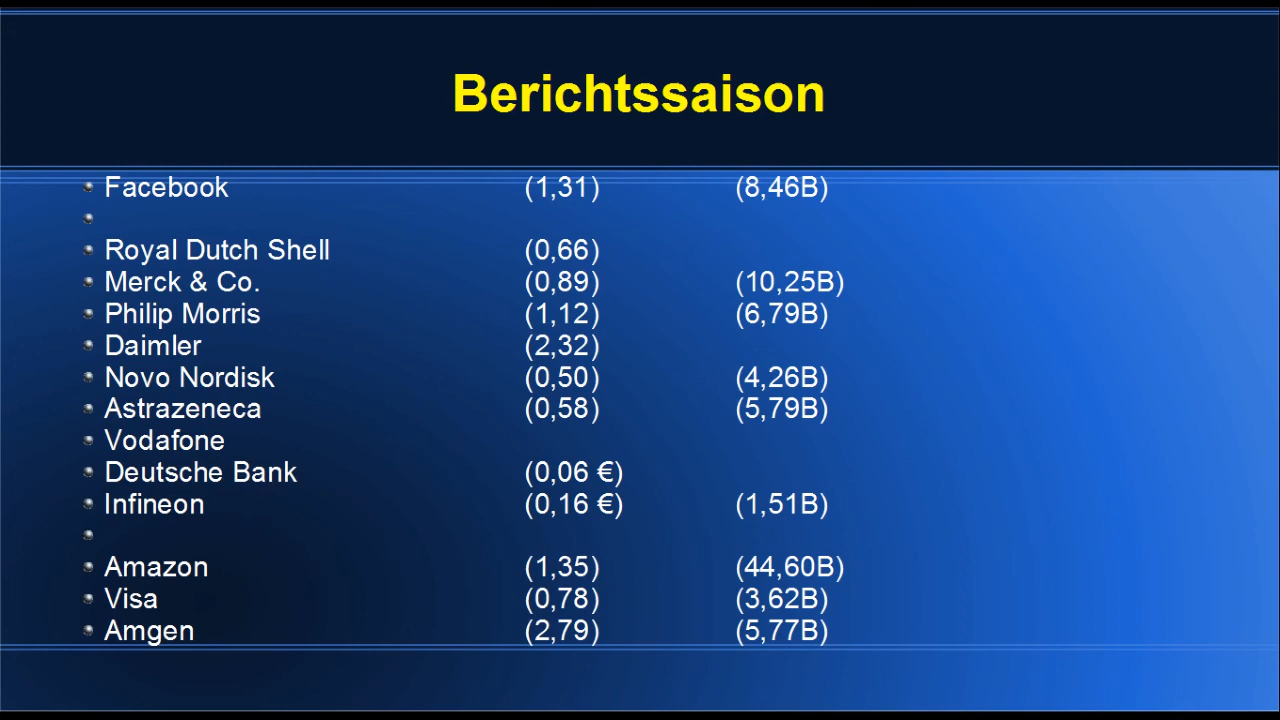 Berichtssaison
Facebook (1,31) (8,46B)
Royal Dutch Shell (0,66)
Merck & Co. (0,89) (10,25B)
Philip Morris (1,12) (6,79B)
Daimler (2,32)
Novo Nordisk (0,50) (4,26B)
Astrazeneca (0,58) (5,79B)
Vodafone
Deutsche Bank (0,06 €)
Infineon (0,16 €) (1,51B)
Amazon (1,35) (44,60B)
Visa (0,78) (3,62B)
Amgen (2,79) (5,77B)